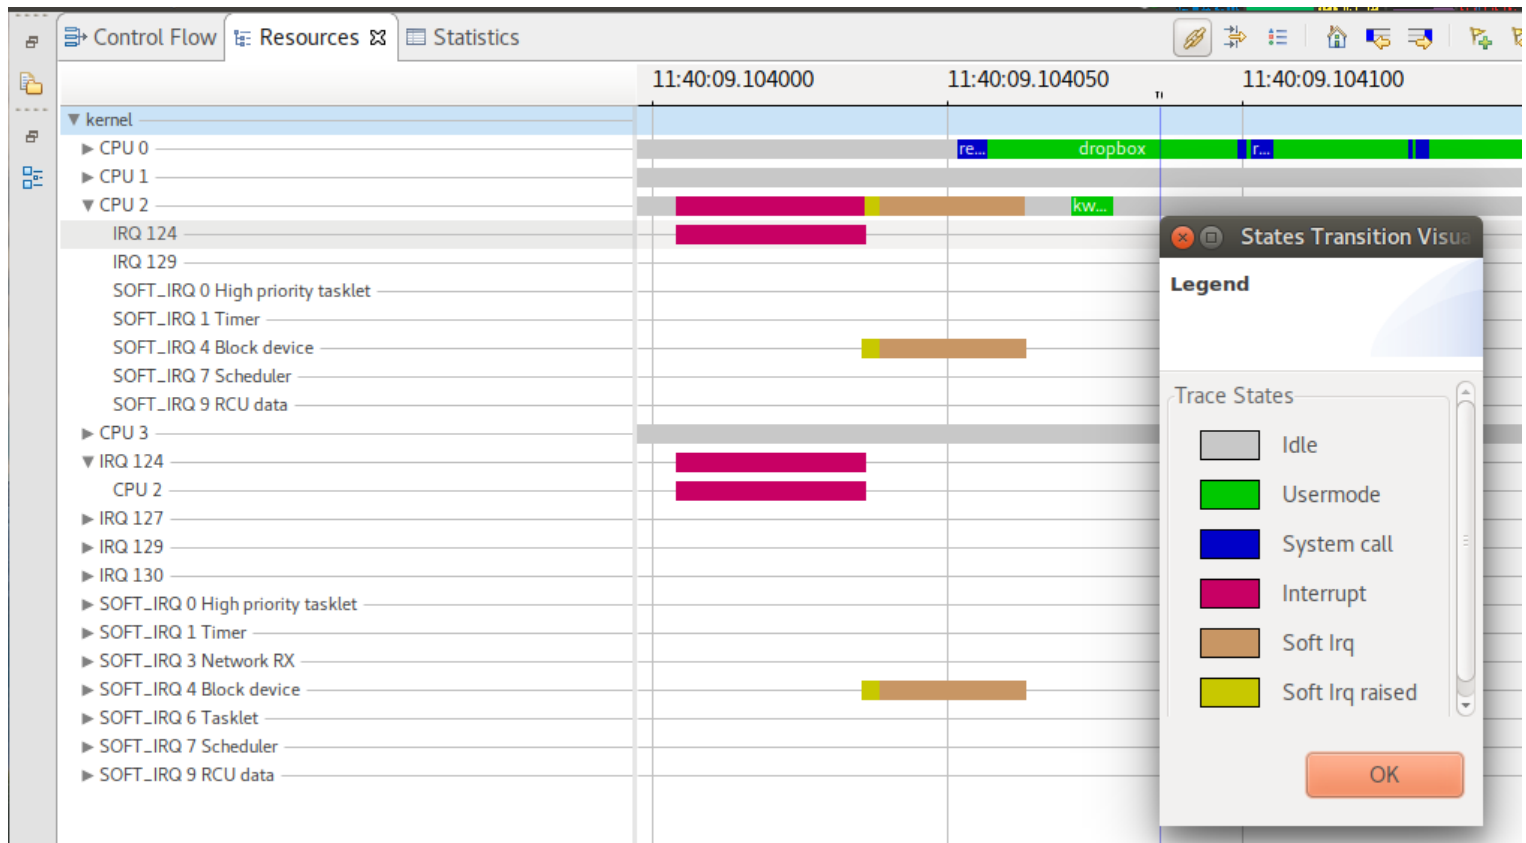 Control Flow Resources Statistics
11:40:09.104000 11:40:09.104050 11:40:09.104100
kernel
CPU 0 re... dropbox r...
CPU 1
CPU 2 kw...
IRQ 124
IRQ 129
SOFT_IRQ 0 High priority tasklet
SOFT_IRQ 1 Timer
SOFT_IRQ 4 Block device
SOFT_IRQ 7 Scheduler
SOFT_IRQ 9 RCU data
CPU 3
IRQ 124
CPU 2
IRQ 127
IRQ 129
IRQ 130
SOFT_IRQ 0 High priority tasklet
SOFT_IRQ 1 Timer
SOFT_IRQ 3 Network RX
SOFT_IRQ 4 Block device
SOFT_IRQ 6 Tasklet
SOFT_IRQ 7 Scheduler
SOFT_IRQ 9 RCU data
States Transition Visua
Legend
Trace States
Idle
Usermode
System call
Interrupt
Soft Irq
Soft Irq raised
OK